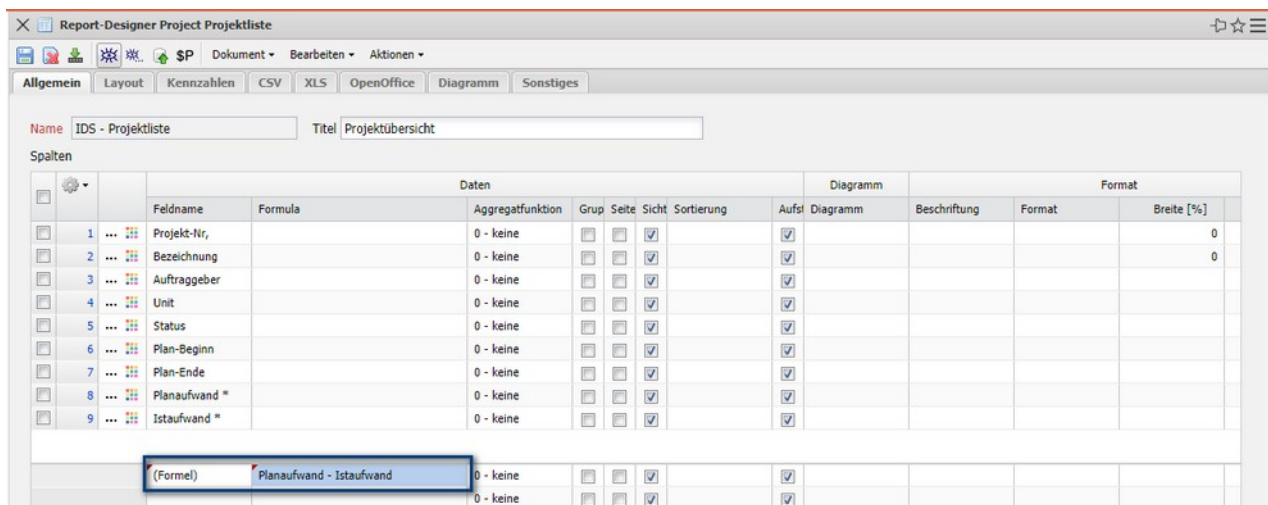 Report-Designer Project Projektliste
$P Dokument Bearbeiten Aktionen
Allgemein Layout Kennzahlen CSV XLS OpenOffice Diagramm Sonstiges
Name IDS - Projektliste Titel Projektübersicht
Spalten
Daten Diagramm Format
Feldname Formula Aggregatfunktion Grup Seite Sicht Sortierung Aufst Diagramm Beschriftung Format Breite [%]
1 ... Projekt-Nr, 0 - keine 0
2 ... Bezeichnung 0 - keine 0
3 ... Auftraggeber 0 - keine
4 ... Unit 0 - keine
5 ... Status 0 - keine
6 ... Plan-Beginn 0 - keine
7 ... Plan-Ende 0 - keine
8 ... Planaufwand * 0 - keine
9 ... Istaufwand * 0 - keine
(Formel) Planaufwand - Istaufwand 0 - keine
0 - keine